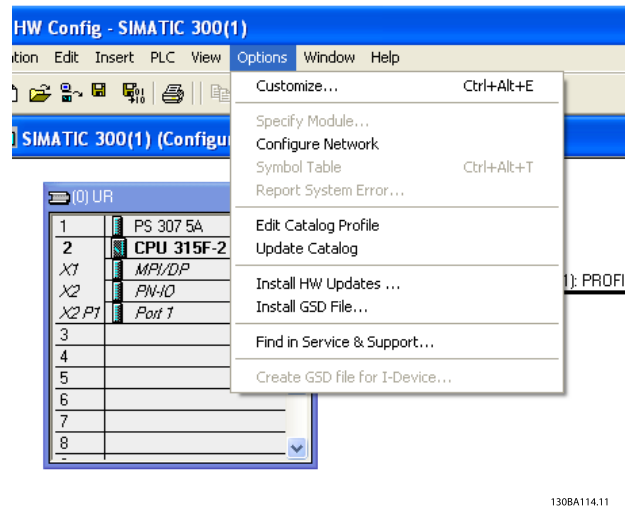 HW Config - SIMATIC 300(1)
tion Edit Insert PLC View Options Window Help
Customize... Ctrl+Alt+E
SIMATIC 300(1) (Configu
Specify Module...
Configure Network
Symbol Table Ctrl+Alt+T
Report System Error...
Edit Catalog Profile
Update Catalog
Install HW Updates ...
Install GSD File...
Find in Service & Support...
Create GSD file for I-Device...
(0) UR
1 PS 307 5A
2 CPU 315F-2
X1 MPI/DP
X2 PN-IO
X2 P1 Port 1
3
4
5
6
7
8
1): PROFI
130BA114.11